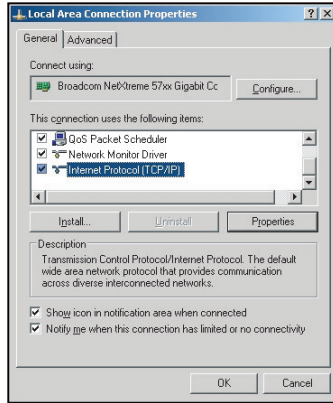 Local Area Connection Properties
General Advanced
Connect using:
Broadcom NetXtreme 57xx Gigabit Cc Configure...
This connection uses the following items:
QoS Packet Scheduler
Network Monitor Driver
Internet Protocol (TCP/IP)
Install... Uninstall Properties
Description
Transmission Control Protocol/Internet Protocol. The default
wide area network protocol that provides communication
across diverse interconnected networks.
Show icon in notification area when connected
Notify me when this connection has limited or no connectivity
OK Cancel